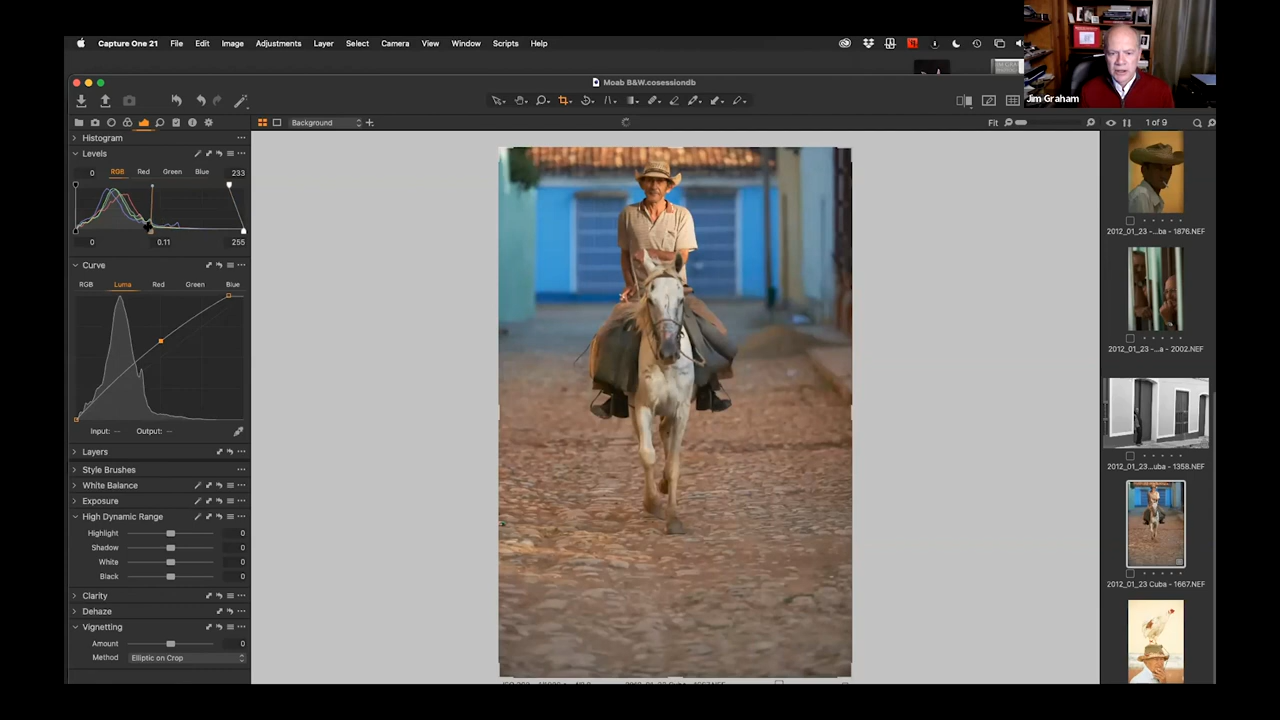 Capture One 21 File Edit Image Adjustments Layer Select Camera View Window Scripts Help
Jim Graham
Moab B&W.cosessiondb
Background
Fit
1 of 9
Histogram
Levels
0 RGB Red Green Blue 233
0 0.11 255
Curve
RGB Luma Red Green Blue
Input: -- Output: --
Layers
Style Brushes
White Balance
Exposure
High Dynamic Range
Highlight 0
Shadow 0
White 0
Black 0
Clarity
Dehaze
Vignetting
Amount 0
Method Elliptic on Crop
2012_01_23 -...ba - 1876.NEF
2012_01_23 -...a - 2002.NEF
2012_01_23...uba - 1358.NEF
2012_01_23 Cuba - 1667.NEF